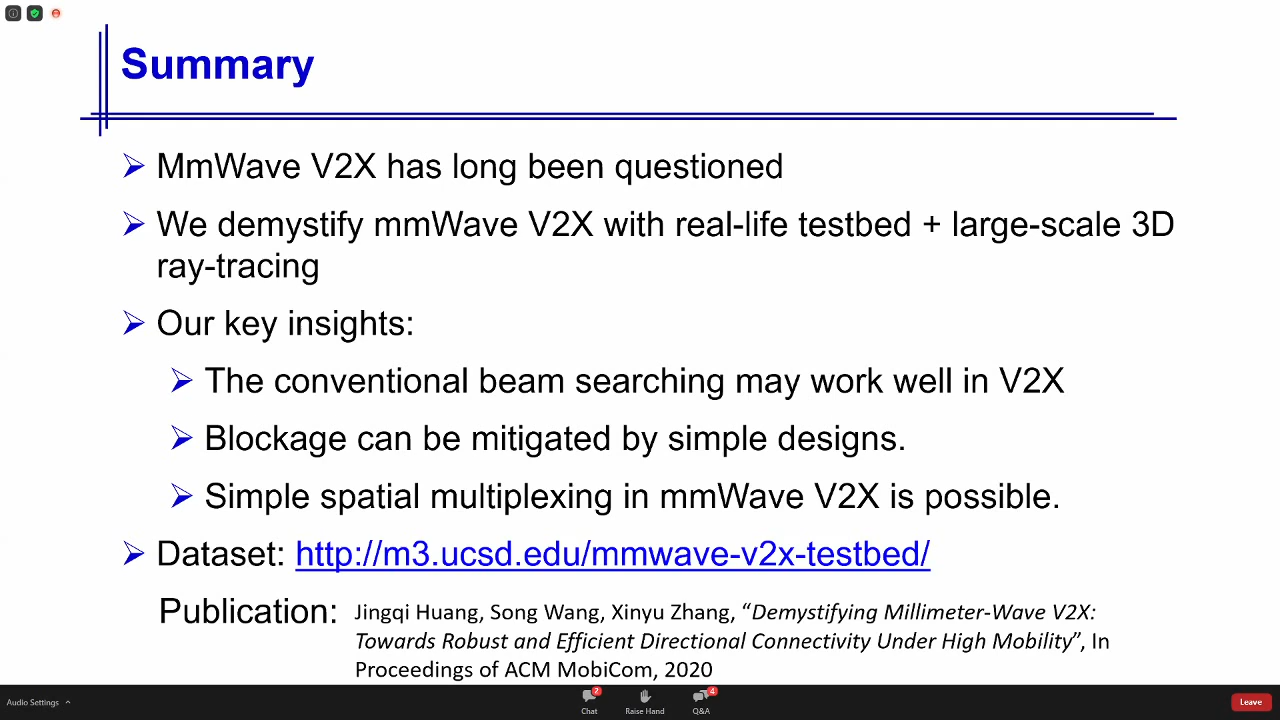 Summary
MmWave V2X has long been questioned
We demystify mmWave V2X with real-life testbed + large-scale 3D
ray-tracing
Our key insights:
The conventional beam searching may work well in V2X
Blockage can be mitigated by simple designs.
Simple spatial multiplexing in mmWave V2X is possible.
Dataset: http://m3.ucsd.edu/mmwave-v2x-testbed/
Publication: Jingqi Huang, Song Wang, Xinyu Zhang, “Demystifying Millimeter-Wave V2X:
Towards Robust and Efficient Directional Connectivity Under High Mobility”, In
Proceedings of ACM MobiCom, 2020
Audio Settings
2
Chat
Raise Hand
4
Q&A
Leave